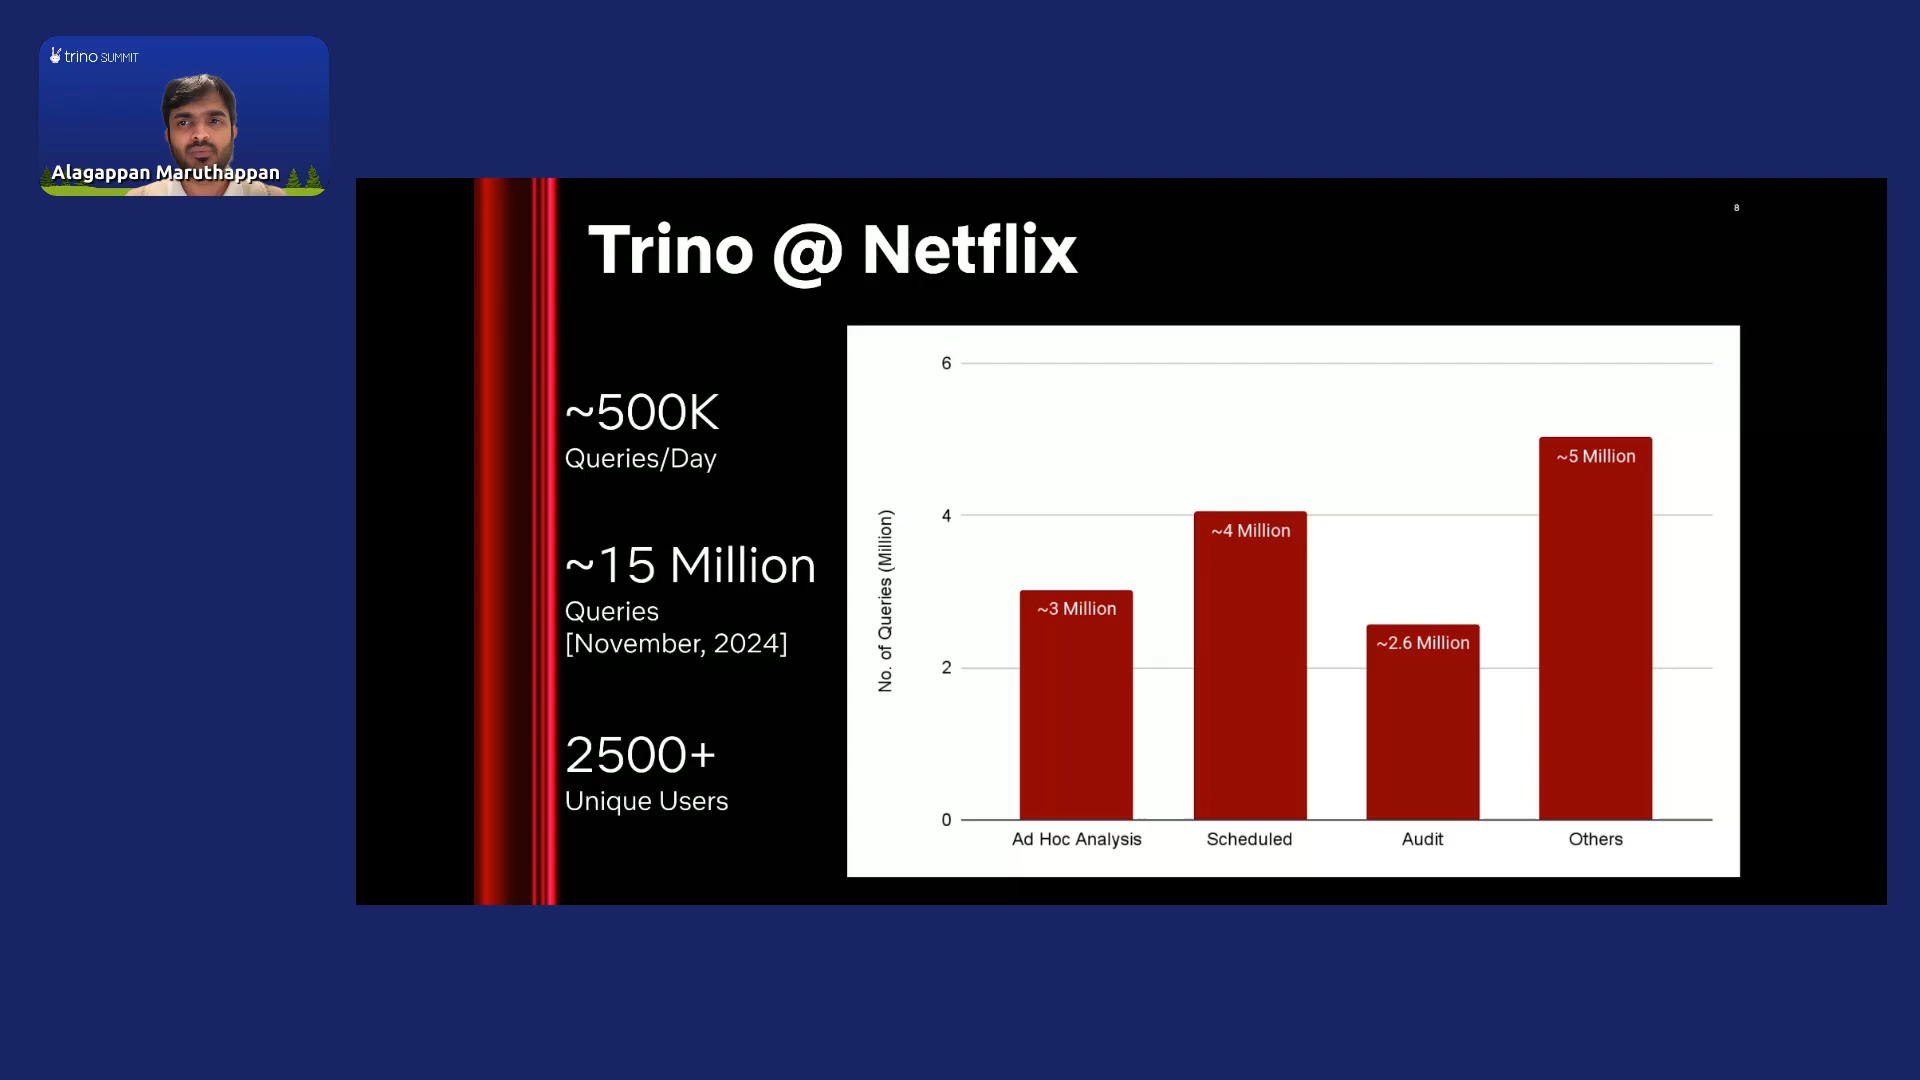 trino SUMMIT
Alagappan Maruthappan
8
Trino @ Netflix
~500K
Queries/Day
~15 Million
Queries
[November, 2024]
2500+
Unique Users
No. of Queries (Million)
6
4
2
0
~3 Million
~4 Million
~2.6 Million
~5 Million
Ad Hoc Analysis
Scheduled
Audit
Others